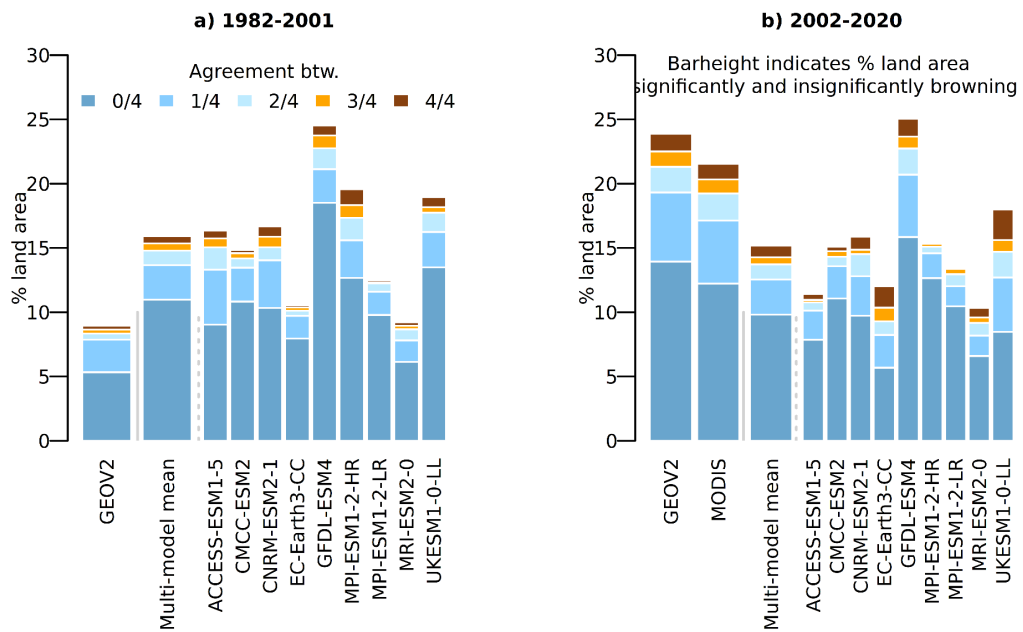 a) 1982-2001
30
25
20
15
10
5
0
% land area
Agreement btw.
0/4 1/4 2/4 3/4 4/4
GEOV2
Multi-model mean
ACCESS-ESM1-5
CMCC-ESM2
CNRM-ESM2-1
EC-Earth3-CC
GFDL-ESM4
MPI-ESM1-2-HR
MPI-ESM1-2-LR
MRI-ESM2-0
UKESM1-0-LL
b) 2002-2020
30
25
20
15
10
5
0
% land area
Barheight indicates % land area
significantly and insignificantly browning
GEOV2
MODIS
Multi-model mean
ACCESS-ESM1-5
CMCC-ESM2
CNRM-ESM2-1
EC-Earth3-CC
GFDL-ESM4
MPI-ESM1-2-HR
MPI-ESM1-2-LR
MRI-ESM2-0
UKESM1-0-LL